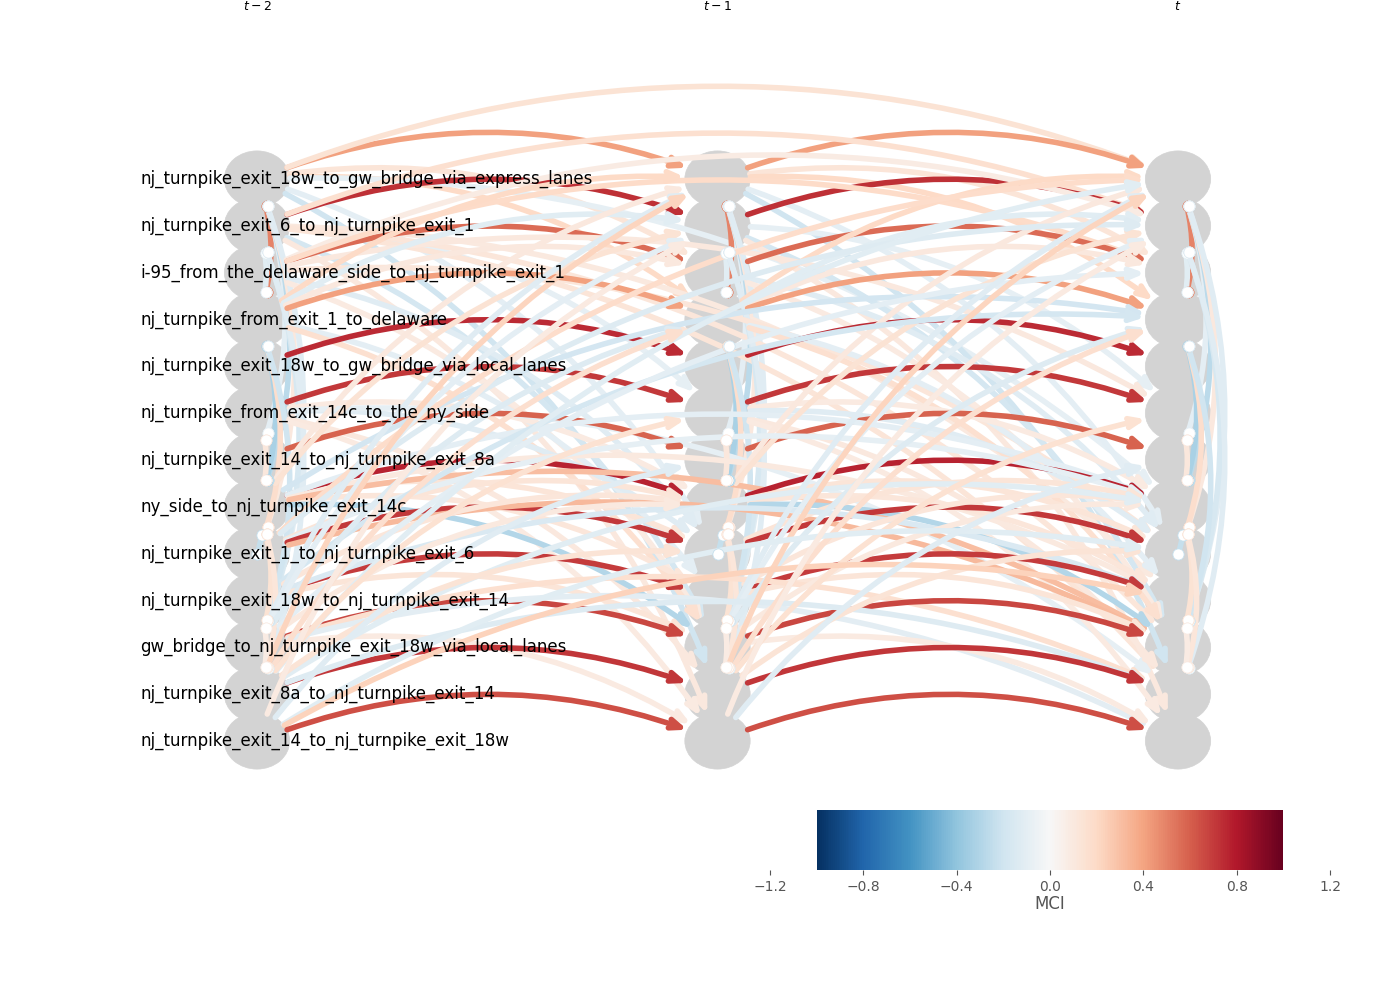 t − 2 t − 1 t
nj_turnpike_exit_18w_to_gw_bridge_via_express_lanes
nj_turnpike_exit_6_to_nj_turnpike_exit_1
i-95_from_the_delaware_side_to_nj_turnpike_exit_1
nj_turnpike_from_exit_1_to_delaware
nj_turnpike_exit_18w_to_gw_bridge_via_local_lanes
nj_turnpike_from_exit_14c_to_the_ny_side
nj_turnpike_exit_14_to_nj_turnpike_exit_8a
ny_side_to_nj_turnpike_exit_14c
nj_turnpike_exit_1_to_nj_turnpike_exit_6
nj_turnpike_exit_18w_to_nj_turnpike_exit_14
gw_bridge_to_nj_turnpike_exit_18w_via_local_lanes
nj_turnpike_exit_8a_to_nj_turnpike_exit_14
nj_turnpike_exit_14_to_nj_turnpike_exit_18w
−1.2 −0.8 −0.4 0.0 0.4 0.8 1.2
MCI